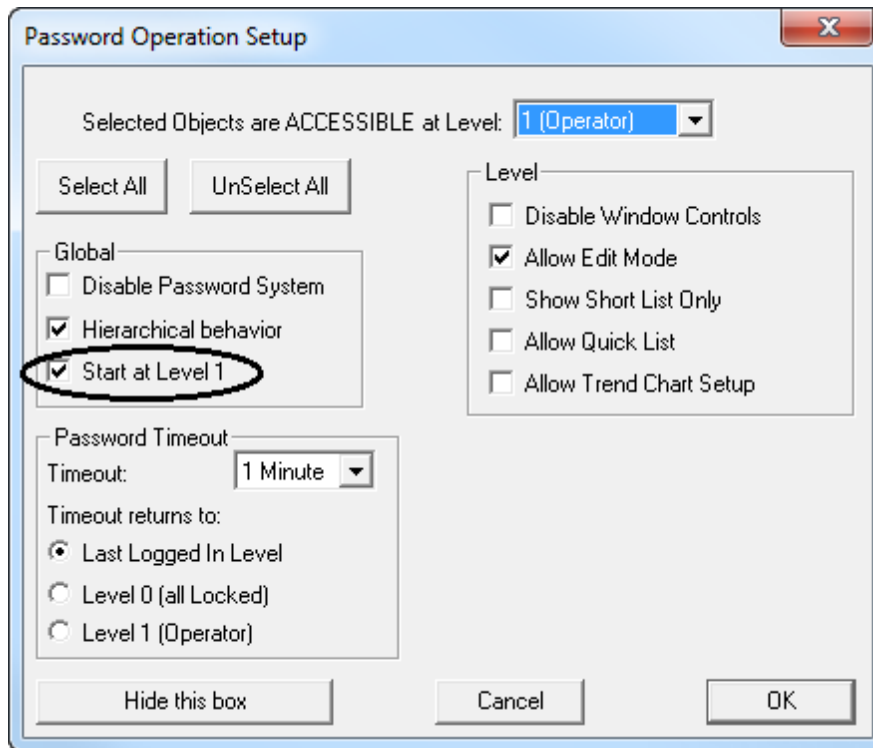 Password Operation Setup
Selected Objects are ACCESSIBLE at Level: 1 (Operator)
Select All
UnSelect All
Level
Disable Window Controls
Allow Edit Mode
Show Short List Only
Allow Quick List
Allow Trend Chart Setup
Global
Disable Password System
Hierarchical behavior
Start at Level 1
Password Timeout
Timeout: 1 Minute
Timeout returns to:
Last Logged In Level
Level 0 (all Locked)
Level 1 (Operator)
Hide this box
Cancel
OK